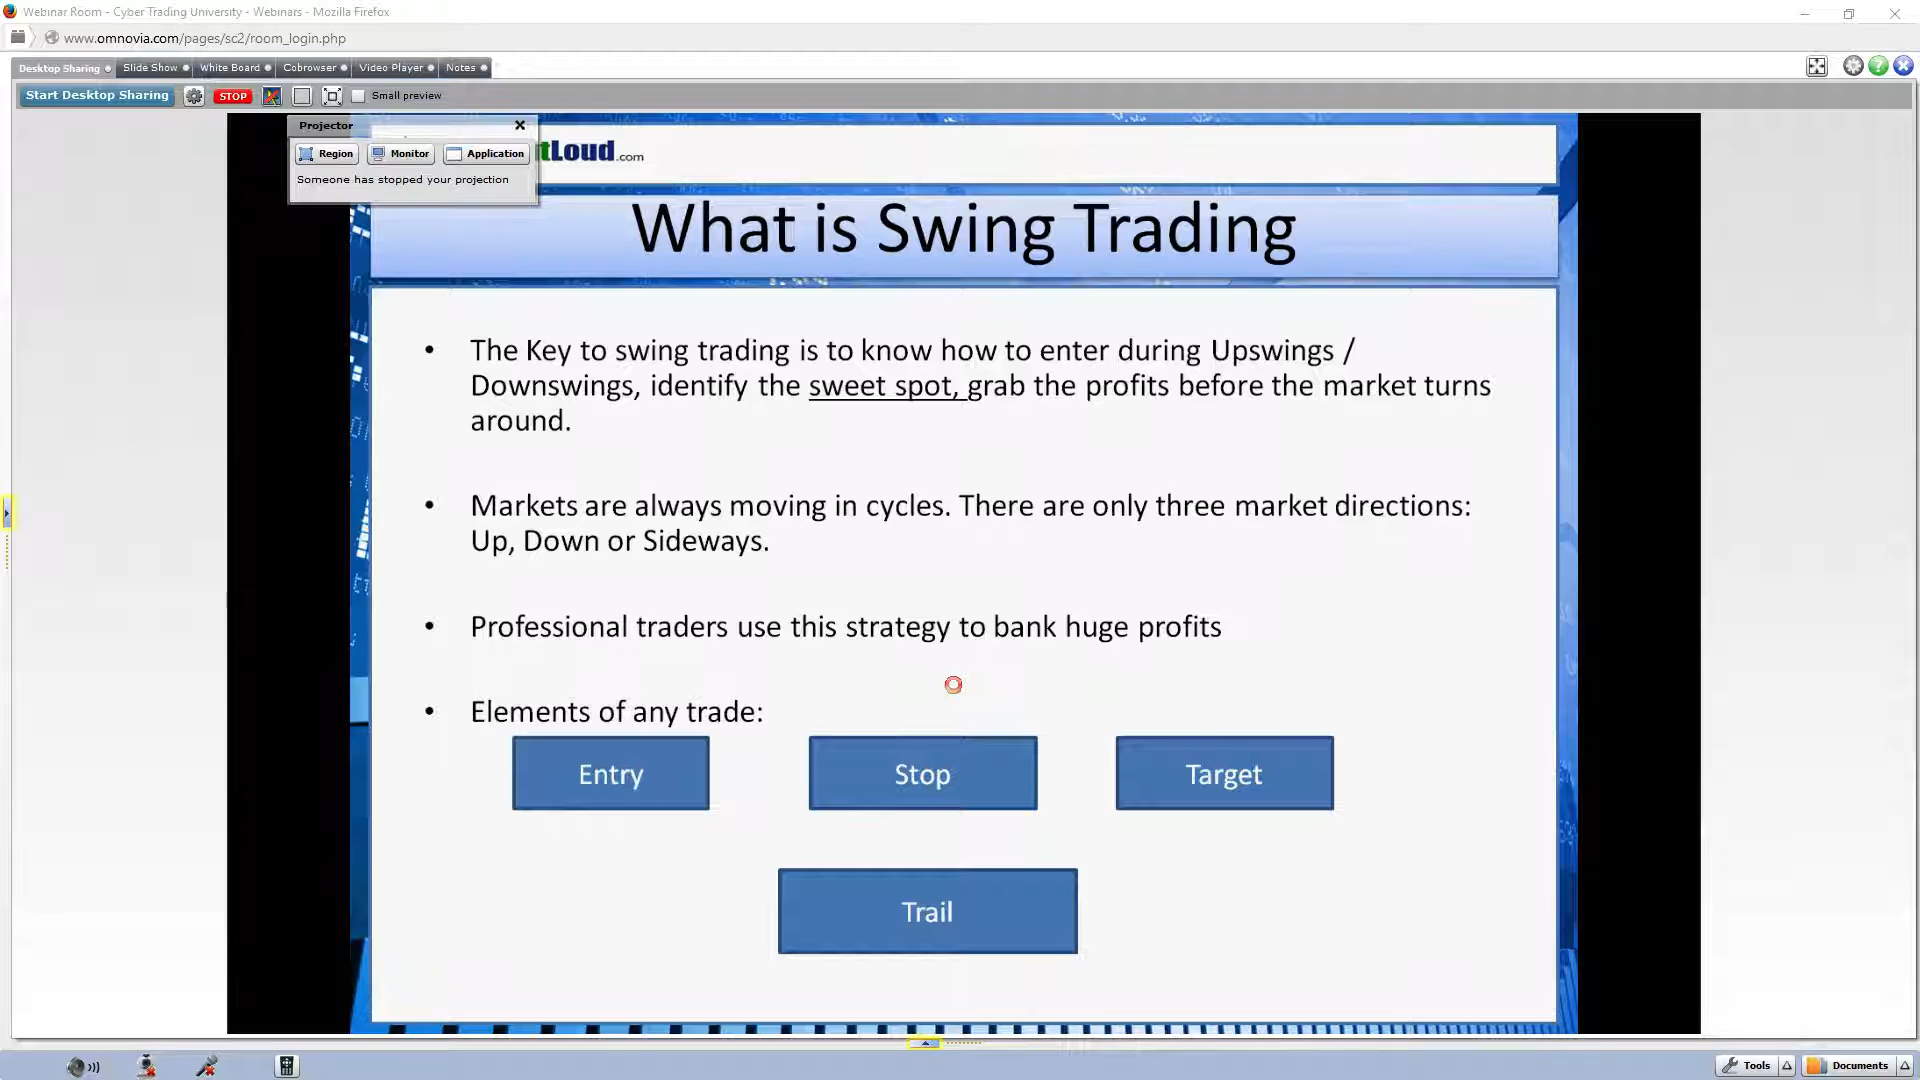 Webinar Room - Cyber Trading University - Webinars - Mozilla Firefox
www.omnovia.com/pages/sc2/room_login.php
Desktop Sharing Slide Show White Board Cobrowser Video Player Notes
Start Desktop Sharing STOP Small preview
Projector
Region Monitor Application
Someone has stopped your projection
tLoud.com
What is Swing Trading
• The Key to swing trading is to know how to enter during Upswings /
Downswings, identify the sweet spot, grab the profits before the market turns
around.
• Markets are always moving in cycles. There are only three market directions:
Up, Down or Sideways.
• Professional traders use this strategy to bank huge profits
• Elements of any trade:
Entry Stop Target
Trail
Tools Documents